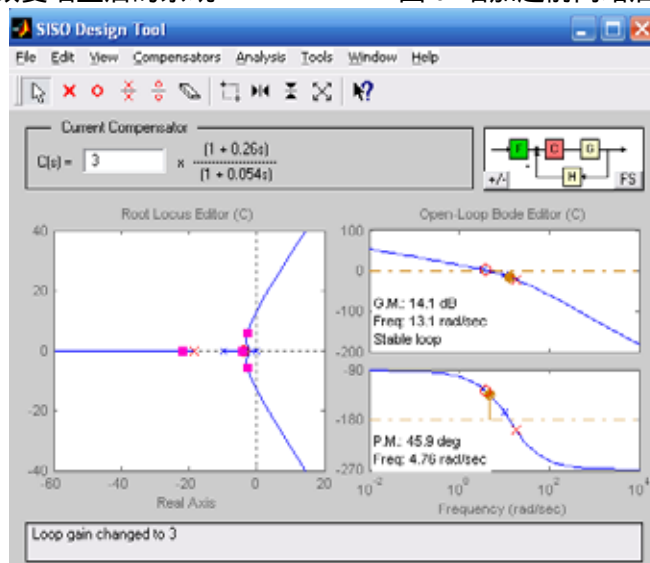 SISO Design Tool
File Edit View Compensators Analysis Tools Window Help
Current Compensator
C(s) = 3 x (1 + 0.26s)
(1 + 0.054s)
F C G
H
+/- FS
Root Locus Editor (C)
40
20
0
-20
-40
-60 -40 -20 0 20
Real Axis
Open-Loop Bode Editor (C)
100
0
-100
-200
G.M.: 14.1 dB
Freq: 13.1 rad/sec
Stable loop
-90
-180
-270
P.M.: 45.9 deg
Freq: 4.76 rad/sec
10^-2 10^0 10^2 10^4
Frequency (rad/sec)
Loop gain changed to 3